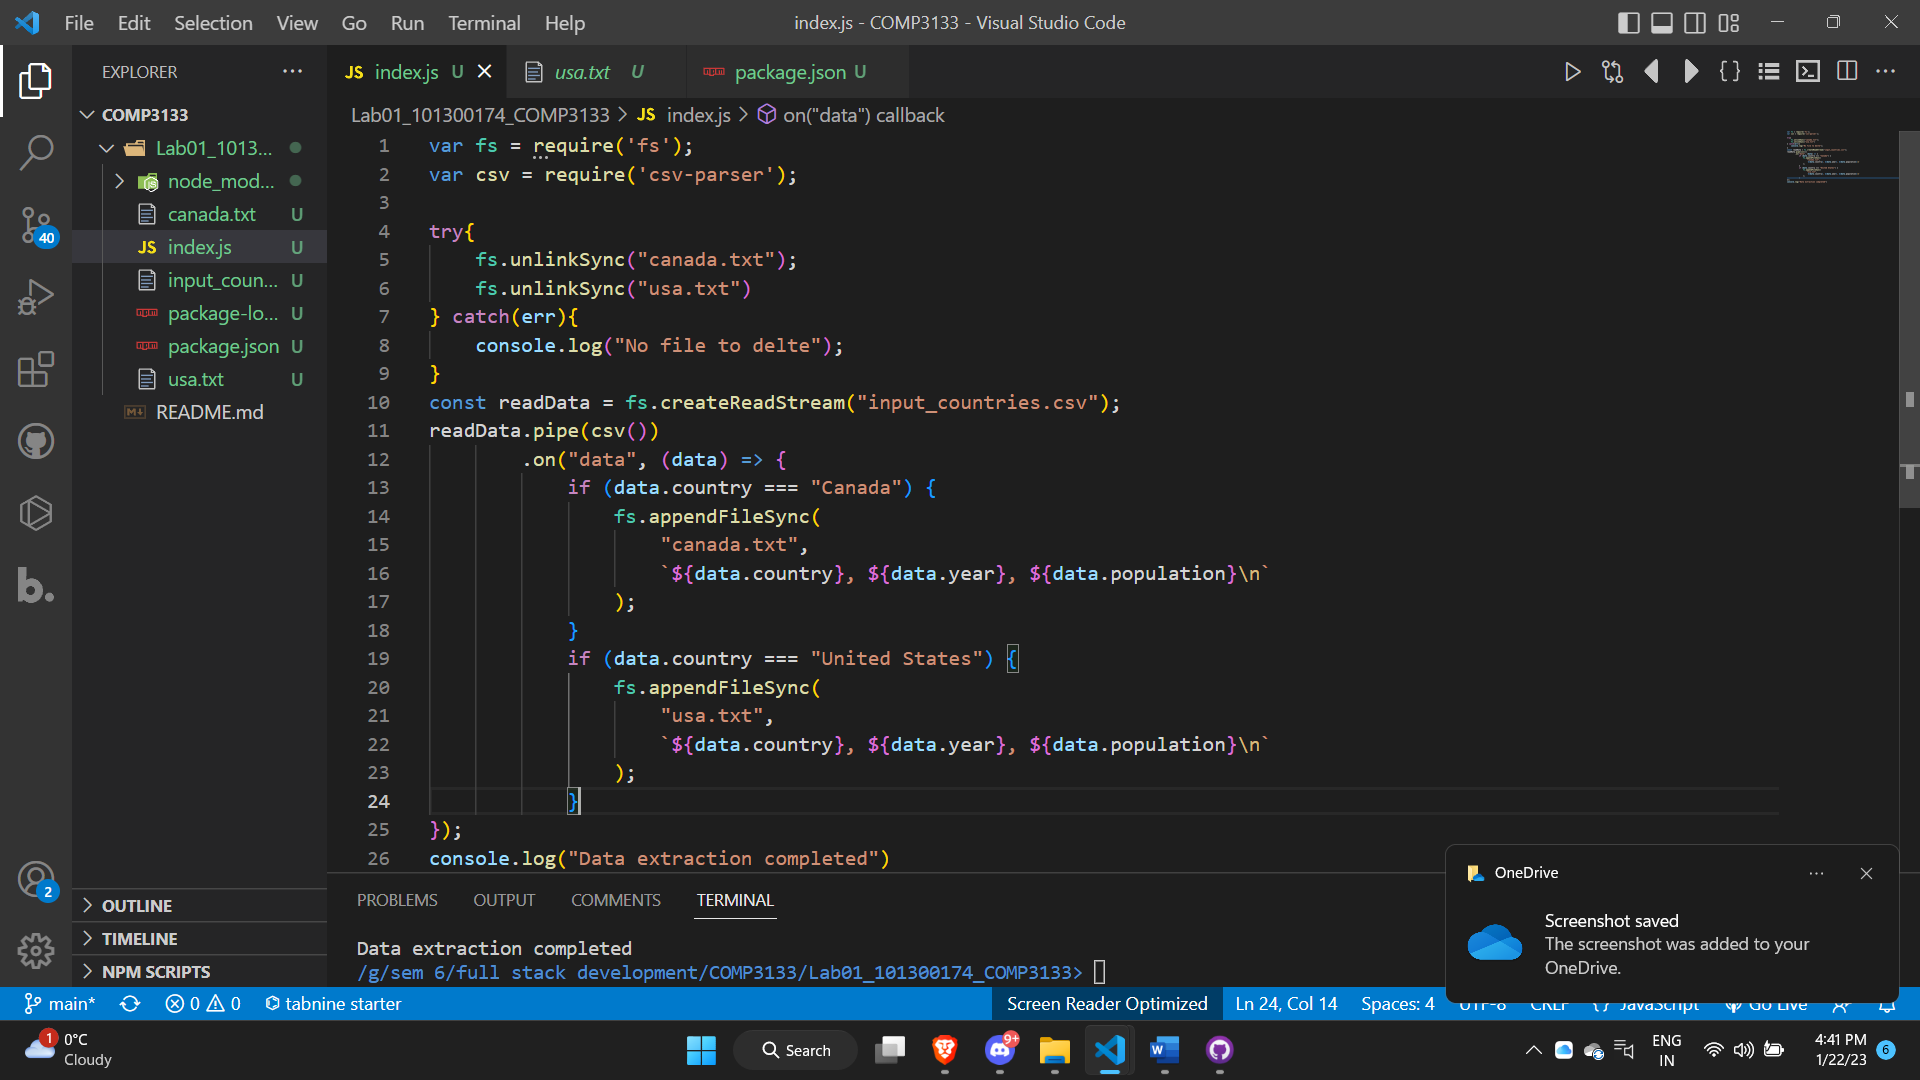 File Edit Selection View Go Run Terminal Help
index.js - COMP3133 - Visual Studio Code
EXPLORER
JS index.js U
usa.txt U
package.json U
COMP3133
Lab01_1013...
node_mod...
canada.txt U
JS index.js U
input_coun... U
package-lo... U
package.json U
usa.txt U
README.md
40
2
OUTLINE
TIMELINE
NPM SCRIPTS
Lab01_101300174_COMP3133 > JS index.js > on("data") callback
1 var fs = require('fs');
2 var csv = require('csv-parser');
3
4 try{
5     fs.unlinkSync("canada.txt");
6     fs.unlinkSync("usa.txt")
7 } catch(err){
8     console.log("No file to delte");
9 }
10 const readData = fs.createReadStream("input_countries.csv");
11 readData.pipe(csv())
12         .on("data", (data) => {
13             if (data.country === "Canada") {
14                 fs.appendFileSync(
15                     "canada.txt",
16                     `${data.country}, ${data.year}, ${data.population}\n`
17                 );
18             }
19             if (data.country === "United States") {
20                 fs.appendFileSync(
21                     "usa.txt",
22                     `${data.country}, ${data.year}, ${data.population}\n`
23                 );
24             }
25 });
26 console.log("Data extraction completed")
PROBLEMS OUTPUT COMMENTS TERMINAL
Data extraction completed
/g/sem 6/full stack development/COMP3133/Lab01_101300174_COMP3133>
OneDrive
Screenshot saved
The screenshot was added to your
OneDrive.
main* 0 0 tabnine starter
Screen Reader Optimized Ln 24, Col 14 Spaces: 4 UTF-8 CRLF {} JavaScript Go Live
1
0°C
Cloudy
Search
9+
ENG
IN
4:41 PM
1/22/23
6